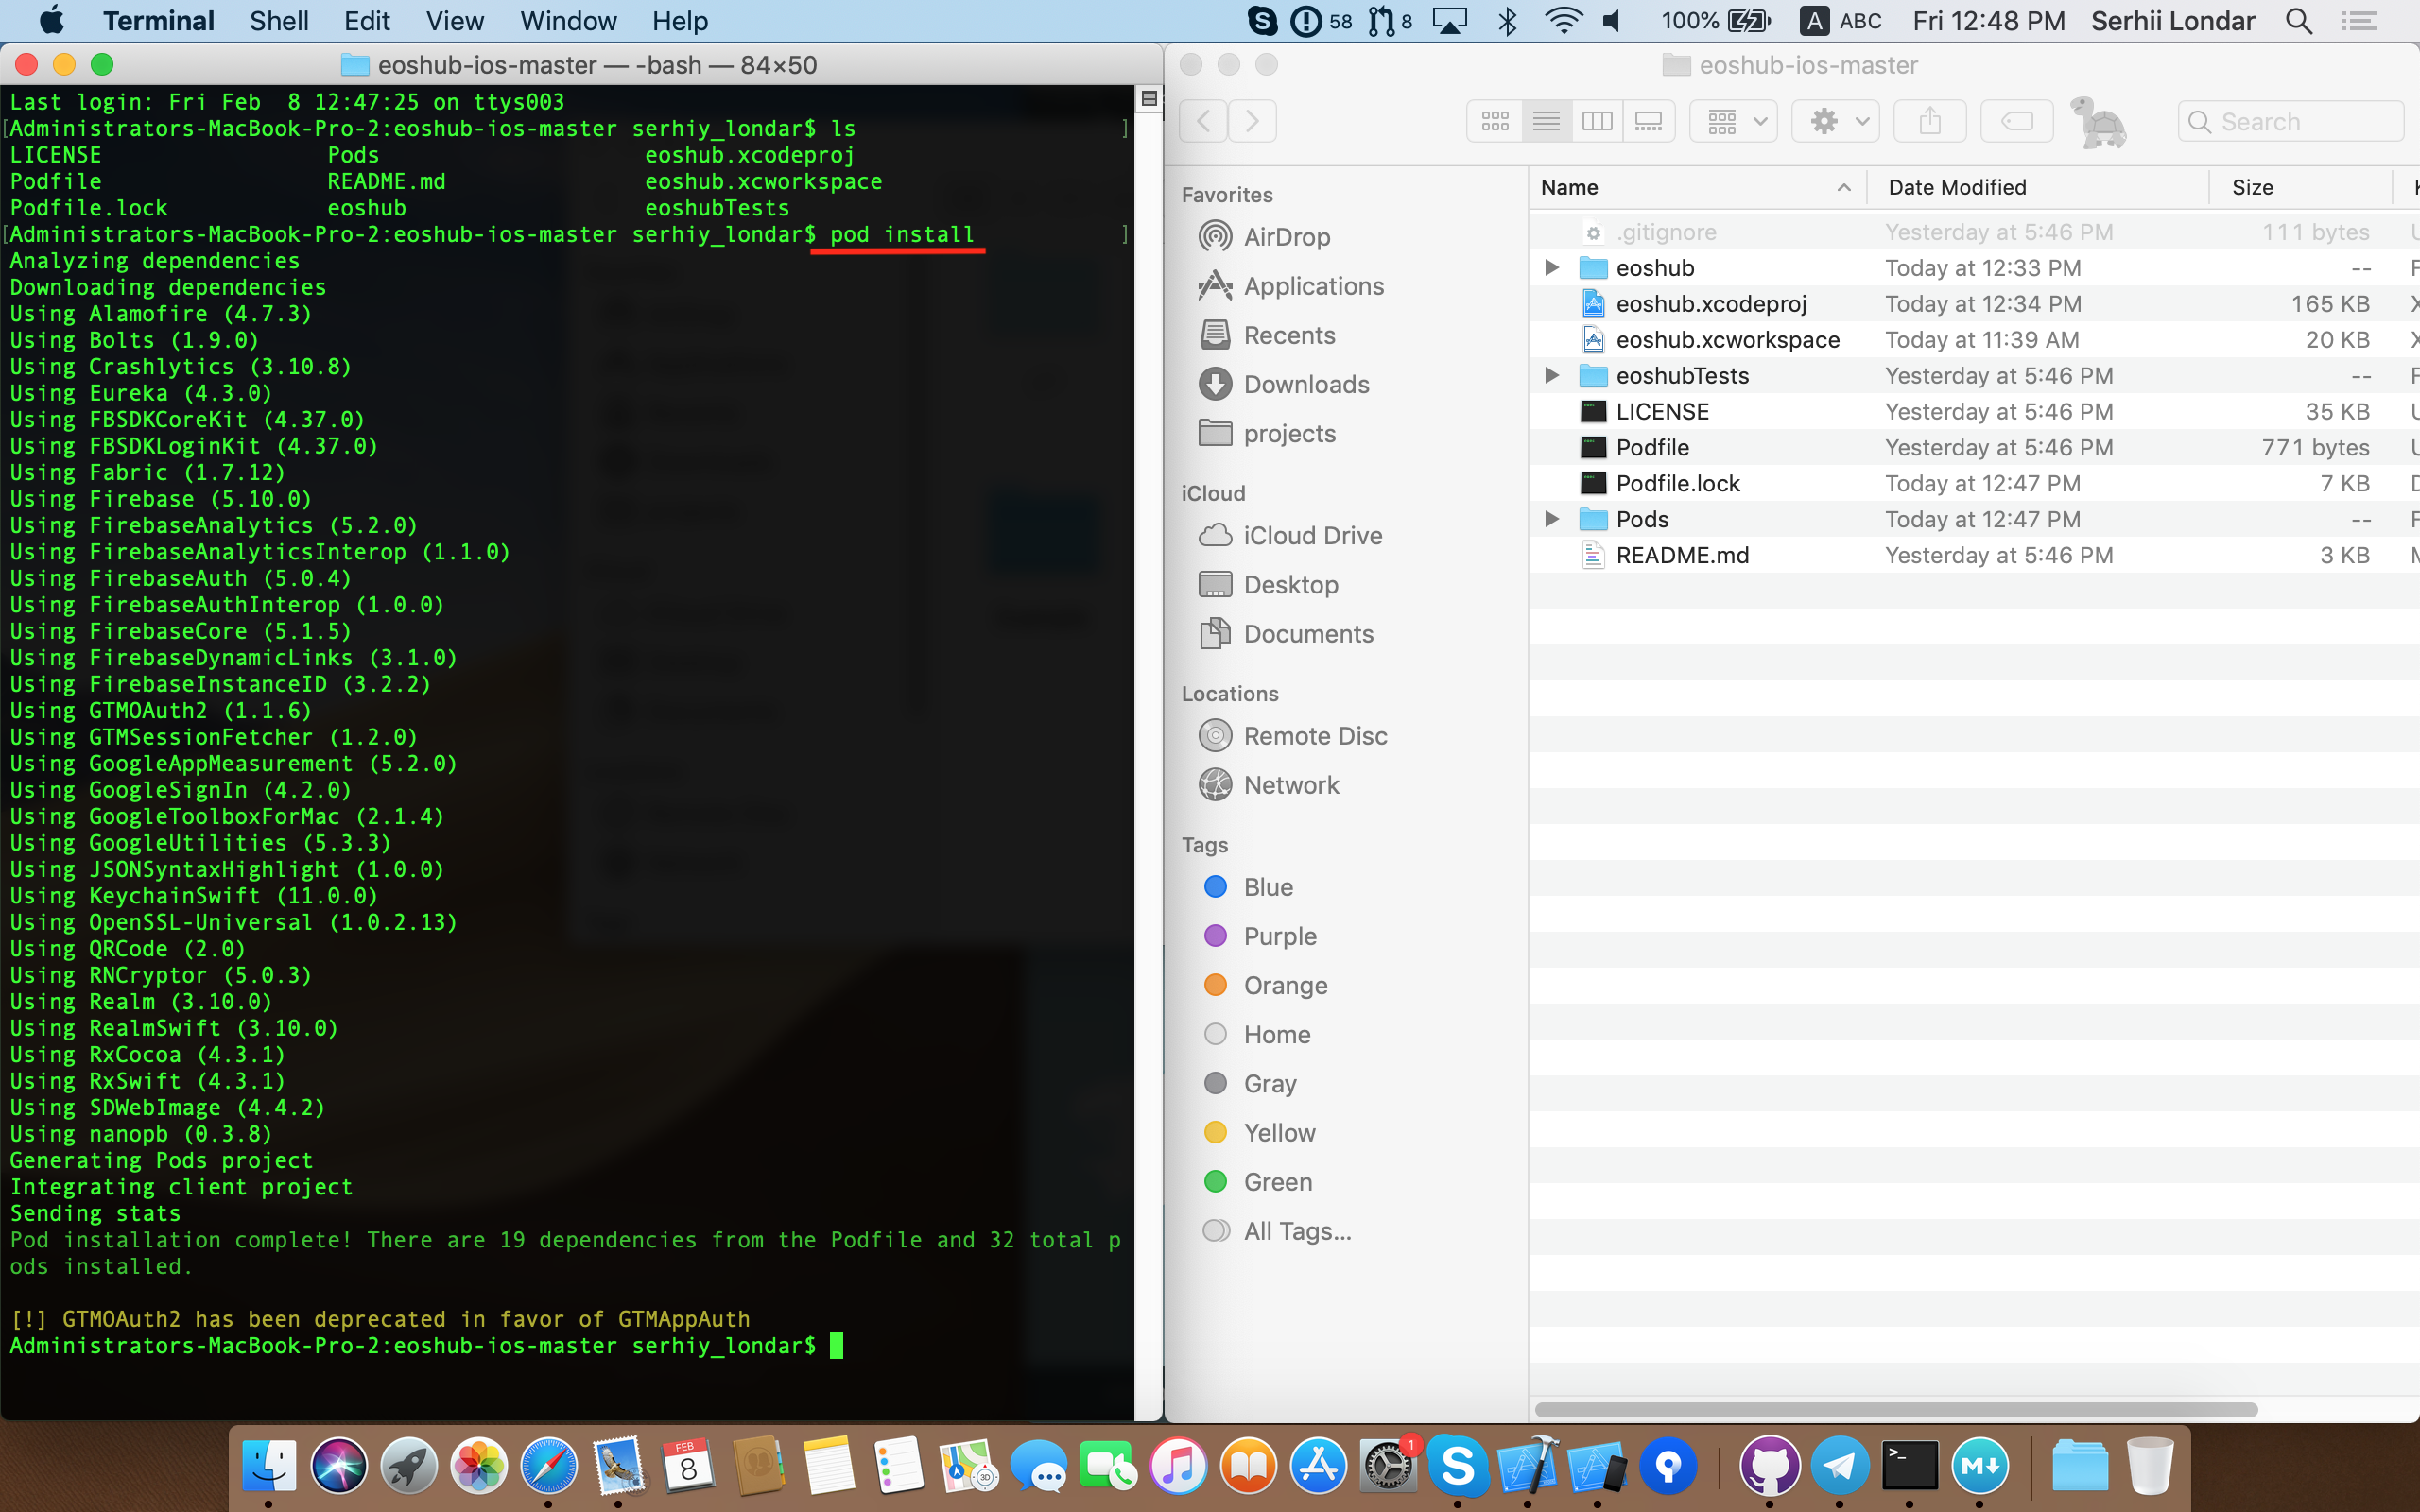 Terminal Shell Edit View Window Help 58 8 100% A ABC Fri 12:48 PM Serhii Londar
eoshub-ios-master — -bash — 84×50
Last login: Fri Feb  8 12:47:25 on ttys003
[Administrators-MacBook-Pro-2:eoshub-ios-master serhiy_londar$ ls ]
LICENSE Pods eoshub.xcodeproj
Podfile README.md eoshub.xcworkspace
Podfile.lock eoshub eoshubTests
[Administrators-MacBook-Pro-2:eoshub-ios-master serhiy_londar$ pod install ]
Analyzing dependencies
Downloading dependencies
Using Alamofire (4.7.3)
Using Bolts (1.9.0)
Using Crashlytics (3.10.8)
Using Eureka (4.3.0)
Using FBSDKCoreKit (4.37.0)
Using FBSDKLoginKit (4.37.0)
Using Fabric (1.7.12)
Using Firebase (5.10.0)
Using FirebaseAnalytics (5.2.0)
Using FirebaseAnalyticsInterop (1.1.0)
Using FirebaseAuth (5.0.4)
Using FirebaseAuthInterop (1.0.0)
Using FirebaseCore (5.1.5)
Using FirebaseDynamicLinks (3.1.0)
Using FirebaseInstanceID (3.2.2)
Using GTMOAuth2 (1.1.6)
Using GTMSessionFetcher (1.2.0)
Using GoogleAppMeasurement (5.2.0)
Using GoogleSignIn (4.2.0)
Using GoogleToolboxForMac (2.1.4)
Using GoogleUtilities (5.3.3)
Using JSONSyntaxHighlight (1.0.0)
Using KeychainSwift (11.0.0)
Using OpenSSL-Universal (1.0.2.13)
Using QRCode (2.0)
Using RNCryptor (5.0.3)
Using Realm (3.10.0)
Using RealmSwift (3.10.0)
Using RxCocoa (4.3.1)
Using RxSwift (4.3.1)
Using SDWebImage (4.4.2)
Using nanopb (0.3.8)
Generating Pods project
Integrating client project
Sending stats
Pod installation complete! There are 19 dependencies from the Podfile and 32 total p
ods installed.
[!] GTMOAuth2 has been deprecated in favor of GTMAppAuth
Administrators-MacBook-Pro-2:eoshub-ios-master serhiy_londar$
eoshub-ios-master
Search
Favorites
AirDrop
Applications
Recents
Downloads
projects
iCloud
iCloud Drive
Desktop
Documents
Locations
Remote Disc
Network
Tags
Blue
Purple
Orange
Home
Gray
Yellow
Green
All Tags...
Name Date Modified Size
.gitignore Yesterday at 5:46 PM 111 bytes
eoshub Today at 12:33 PM --
eoshub.xcodeproj Today at 12:34 PM 165 KB
eoshub.xcworkspace Today at 11:39 AM 20 KB
eoshubTests Yesterday at 5:46 PM --
LICENSE Yesterday at 5:46 PM 35 KB
Podfile Yesterday at 5:46 PM 771 bytes
Podfile.lock Today at 12:47 PM 7 KB
Pods Today at 12:47 PM --
README.md Yesterday at 5:46 PM 3 KB
FEB
8
3D
1
S
>_
M↓